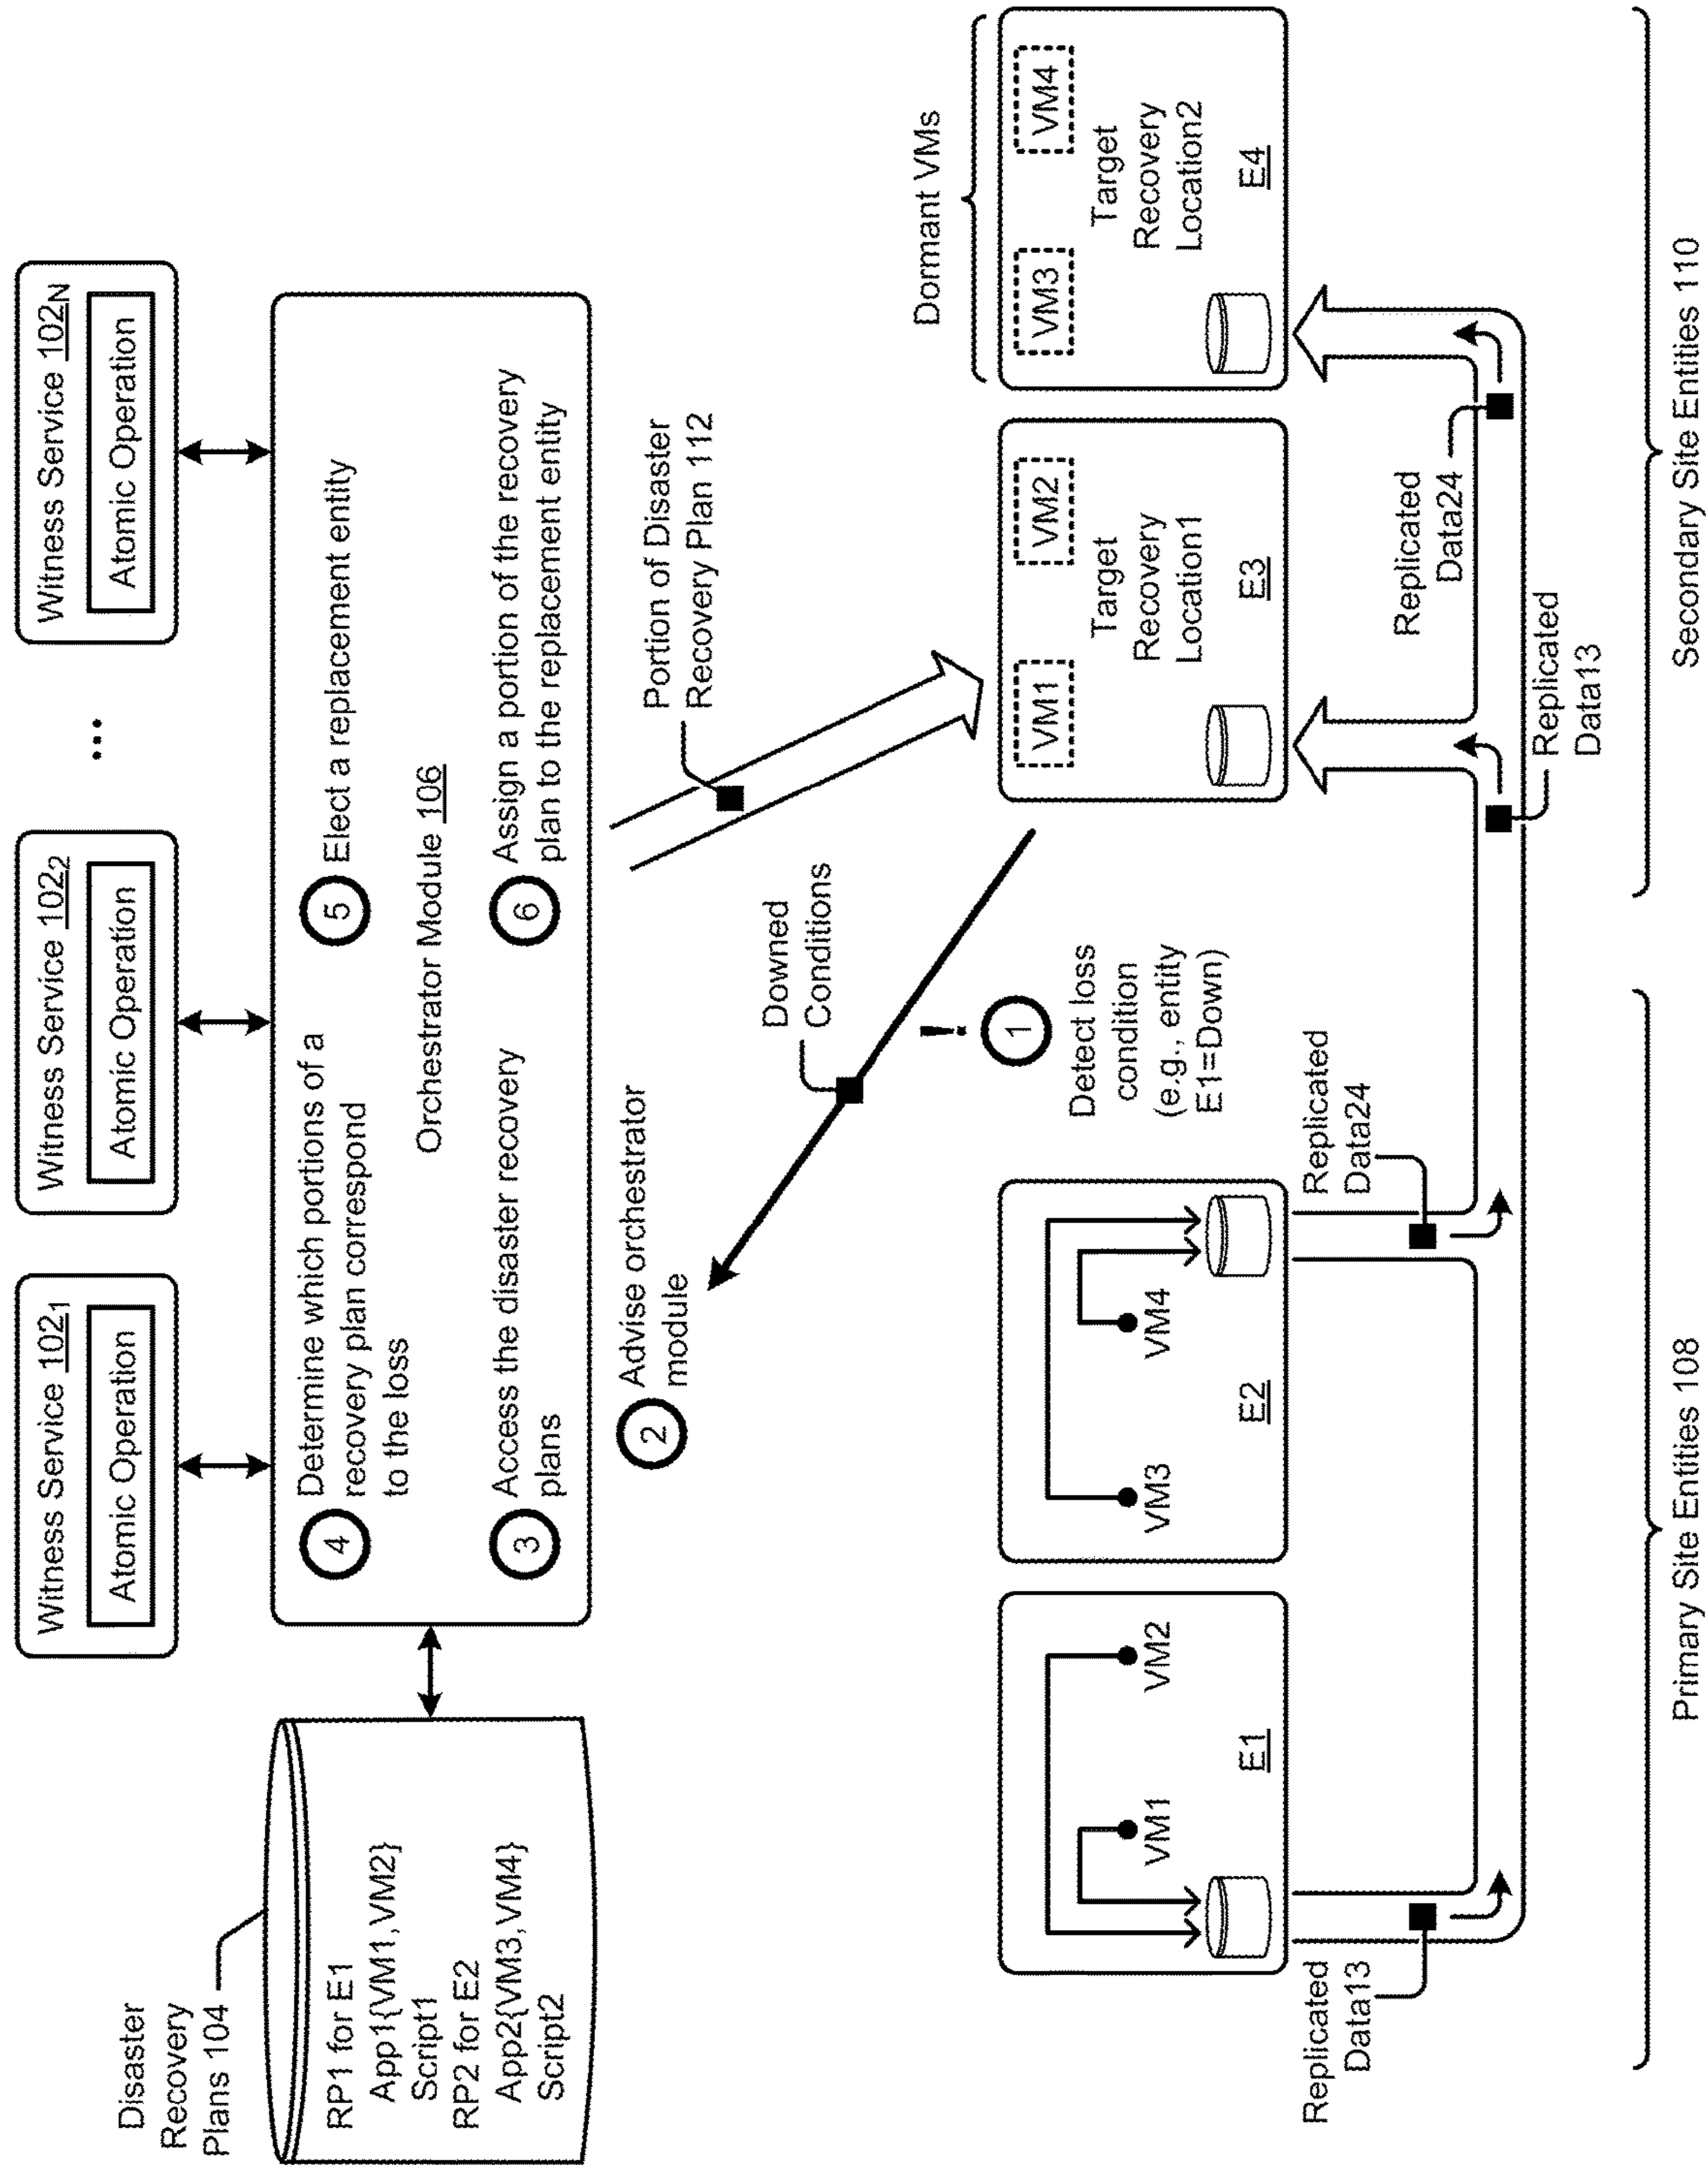 Witness Service 102₁
Atomic Operation
Witness Service 102₂
Atomic Operation
...
Witness Service 102N
Atomic Operation
Disaster
Recovery
Plans 104
RP1 for E1
App1{VM1,VM2}
Script1
RP2 for E2
App2{VM3,VM4}
Script2
4
Determine which portions of a
recovery plan correspond
to the loss
5
Elect a replacement entity
Orchestrator Module 106
3
Access the disaster recovery
plans
6
Assign a portion of the recovery
plan to the replacement entity
2
Advise orchestrator
module
Downed
Conditions
Portion of Disaster
Recovery Plan 112
!
1
Detect loss
condition
(e.g., entity
E1=Down)
Dormant VMs
VM1
VM2
E1
VM3
VM4
E2
VM1
VM2
Target
Recovery
Location1
E3
VM3
VM4
Target
Recovery
Location2
E4
Replicated
Data13
Replicated
Data24
Replicated
Data24
Replicated
Data13
Primary Site Entities 108
Secondary Site Entities 110